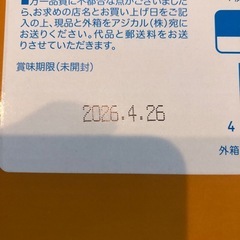 ■万一品質に不都合な点がございましたら、
お求めの店名とお買い上げ日をご記
入の上、現品と外箱をアジカル(株)宛に
お送りください。代品と郵送料をお送り
させていただきます。
賞味期限(未開封)
2026.4.26
4
外箱